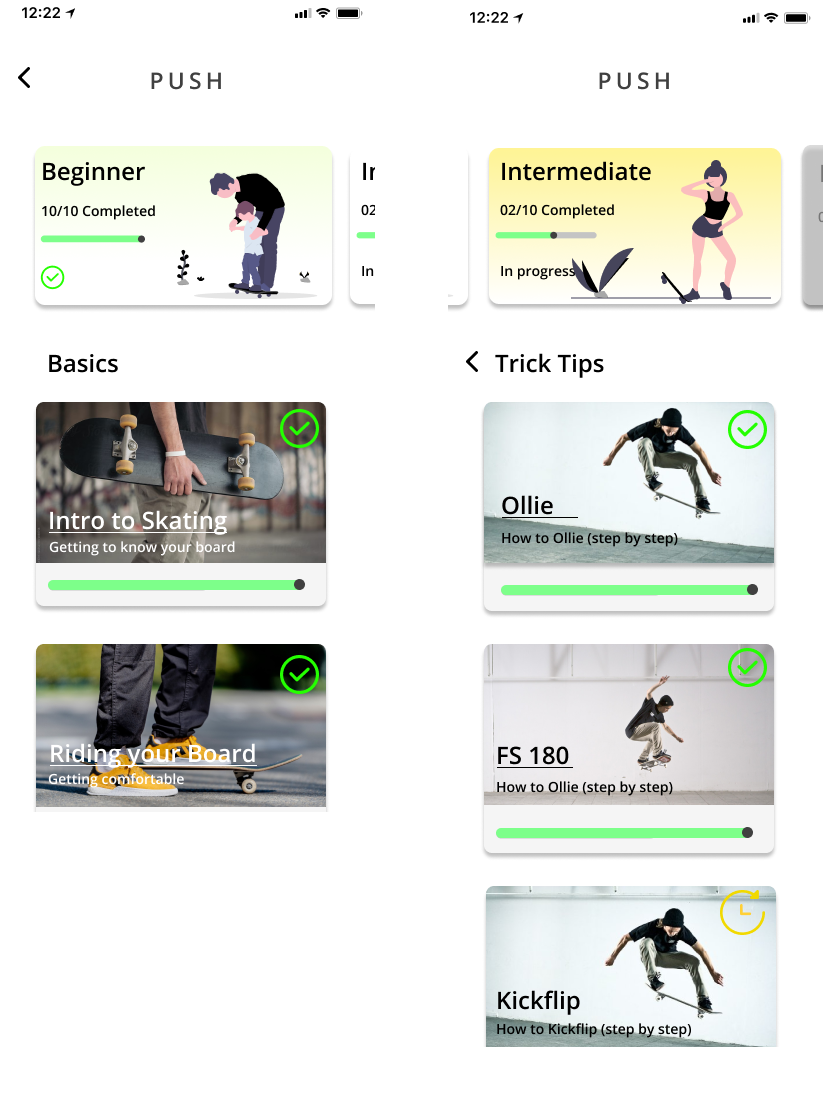 12:22
PUSH
Beginner
10/10 Completed
Ir
02
In
Basics
Intro to Skating
Getting to know your board
Riding your Board
Getting comfortable
12:22
PUSH
Intermediate
02/10 Completed
In progress
Trick Tips
Ollie
How to Ollie (step by step)
FS 180
How to Ollie (step by step)
Kickflip
How to Kickflip (step by step)